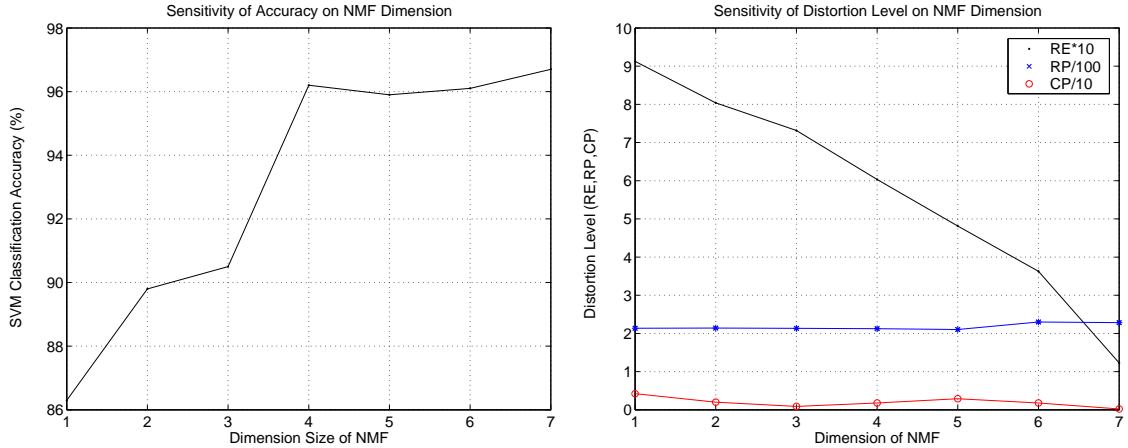 Sensitivity of Accuracy on NMF Dimension
98
96
94
92
90
88
86
1 2 3 4 5 6 7
SVM Classification Accuracy (%)
Dimension Size of NMF
Sensitivity of Distortion Level on NMF Dimension
10
9
8
7
6
5
4
3
2
1
0
1 2 3 4 5 6 7
Distortion Level (RE,RP,CP)
Dimension of NMF
RE*10
RP/100
CP/10